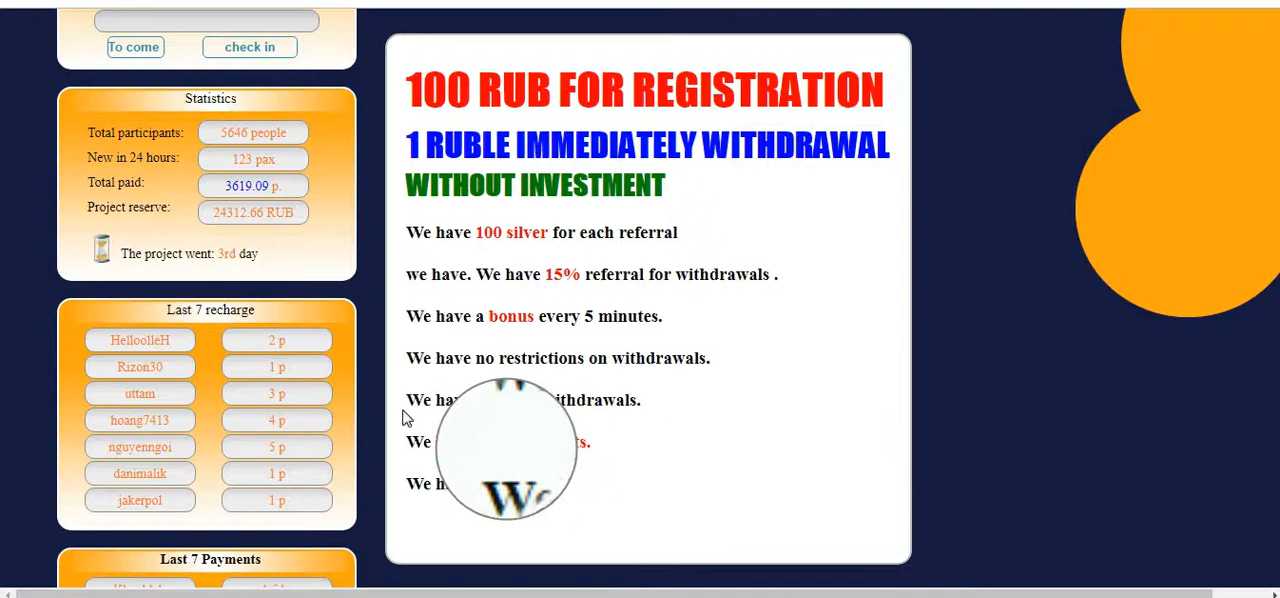 To come check in
Statistics
Total participants: 5646 people
New in 24 hours: 123 pax
Total paid: 3619.09 p.
Project reserve: 24312.66 RUB
The project went: 3rd day
Last 7 recharge
HelloolleH 2 p
Rizon30 1 p
uttam 3 p
hoang7413 4 p
nguyenngoi 5 p
danimalik 1 p
jakerpol 1 p
Last 7 Payments
100 RUB FOR REGISTRATION
1 RUBLE IMMEDIATELY WITHDRAWAL
WITHOUT INVESTMENT
We have 100 silver for each referral
we have. We have 15% referral for withdrawals .
We have a bonus every 5 minutes.
We have no restrictions on withdrawals.
We
We
We
We